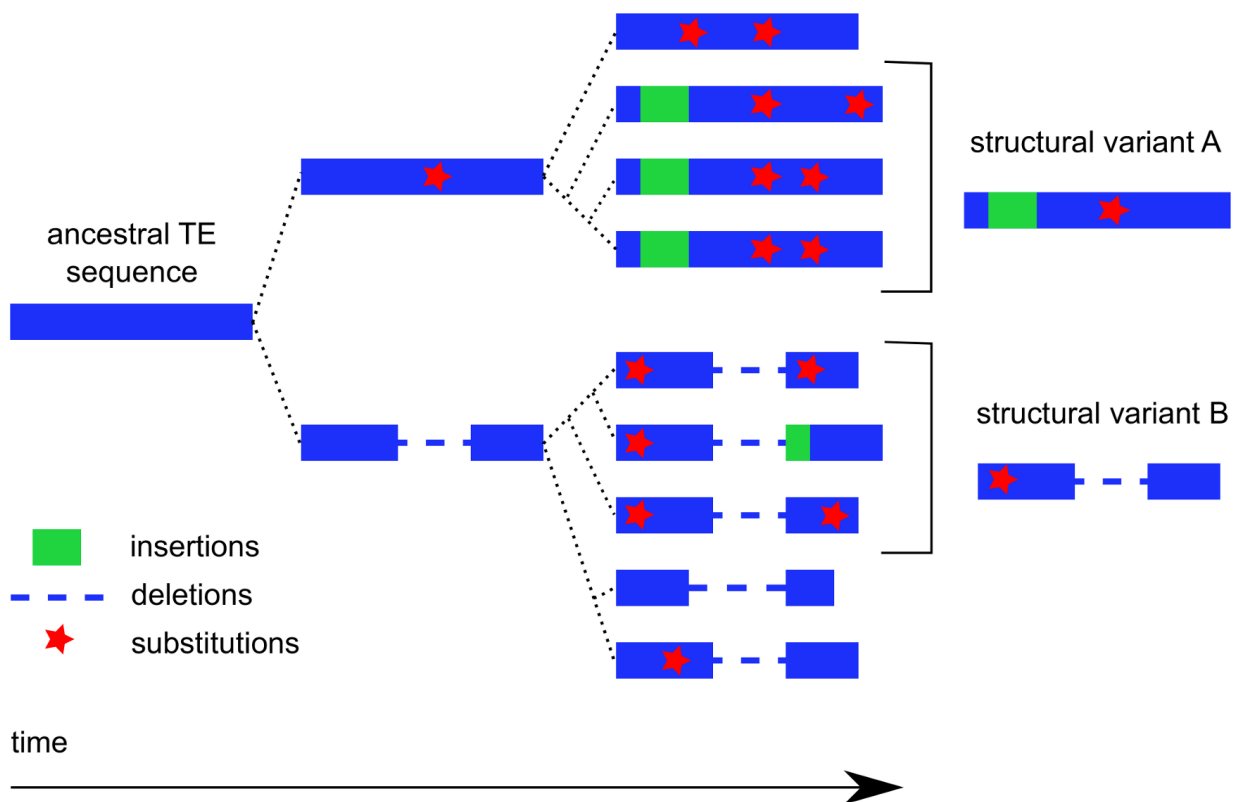 structural variant A
ancestral TE
sequence
structural variant B
insertions
deletions
substitutions
time